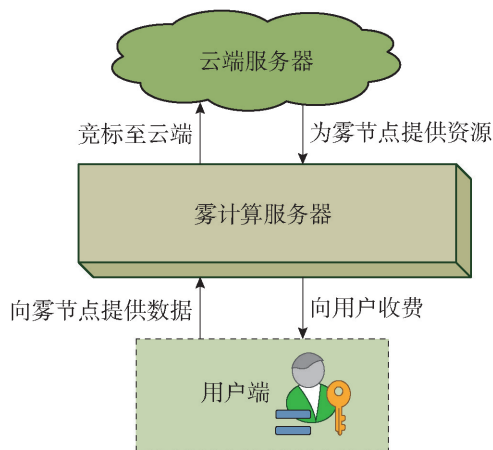 云端服务器
竞标至云端
为雾节点提供资源
雾计算服务器
向雾节点提供数据
向用户收费
用户端